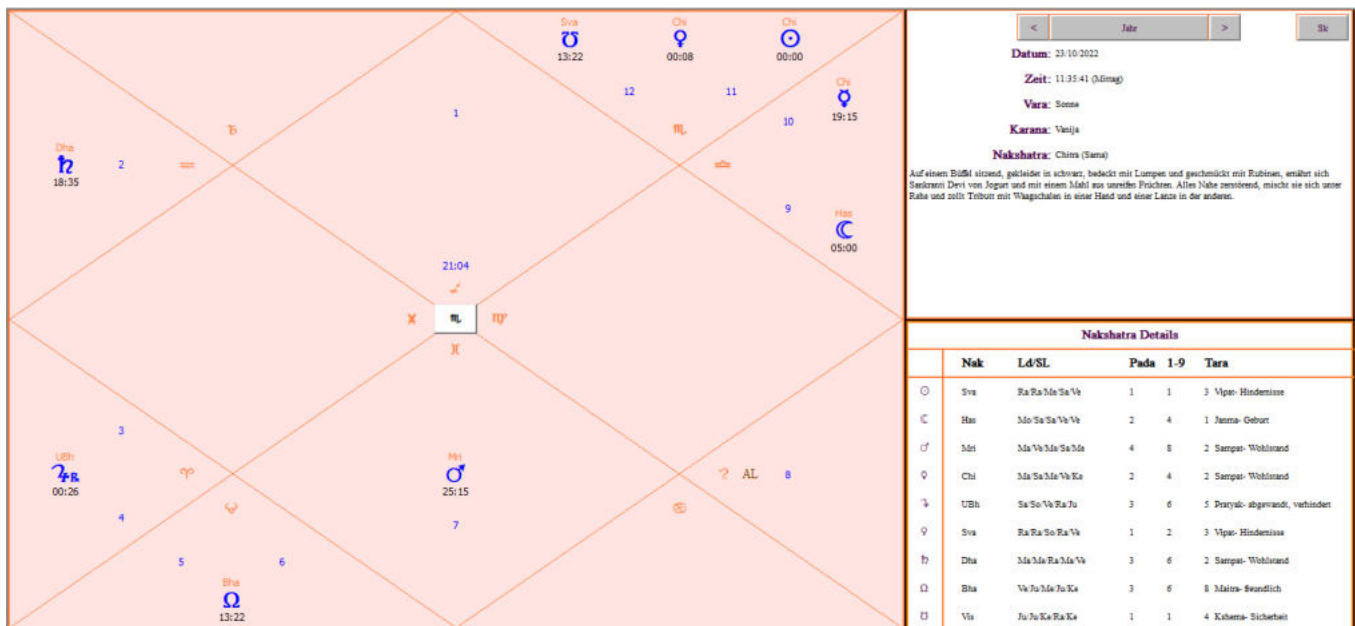 Sva Chi Chi
☋ ♀ ☉
13:22 00:08 00:00
Chi
☿
19:15
12 11
10
1
♏
♑
Dha
♄
18:35
2 ♒
♎
9
Has
☾
05:00
21:04
♐
♓ ♏ ♍
♊
3
UBh
♃R
00:26
♈
4
♉
5 6
Bha
☊
13:22
Mri
♂
25:15
7
? AL 8
♋
< Jahr > Sk
Datum: 23/10/2022
Zeit: 11:35:41 (Mittag)
Vara: Sonne
Karana: Vanija
Nakshatra: Chitra (Sama)
Auf einem Büffel sitzend, gekleidet in schwarz, bedeckt mit Lumpen und geschmückt mit Rubinen, ernährt sich
Sankranti Devi von Jogurt und mit einem Mahl aus unreifen Früchten. Alles Nahe zerstörend, mischt sie sich unter
Rahe und zollt Tributt mit Waagschalen in einer Hand und einer Lanze in der anderen.
Nakshatra Details
Nak Ld/SL Pada 1-9 Tara
☉ Sva Ra/Ra/Me/Sa/Ve 1 1 3 Vipat- Hindernisse
☾ Has Mo/Sa/Sa/Ve/Ve 2 4 1 Janma- Geburt
♂ Mri Ma/Ve/Ma/Sa/Me 4 8 2 Sampat- Wohlstand
☿ Chi Ma/Sa/Me/Ve/Ke 2 4 2 Sampat- Wohlstand
♃ UBh Sa/So/Ve/Ra/Ju 3 6 5 Pratyak- abgewandt, verhindert
♀ Sva Ra/Ra/So/Ra/Ve 1 2 3 Vipat- Hindernisse
♄ Dha Ma/Me/Ra/Ma/Ve 3 6 2 Sampat- Wohlstand
☊ Bha Ve/Ju/Me/Ju/Ke 3 6 8 Maitra- freundlich
☋ Vis Ju/Ju/Ke/Ra/Ke 1 1 4 Kshema- Sicherheit